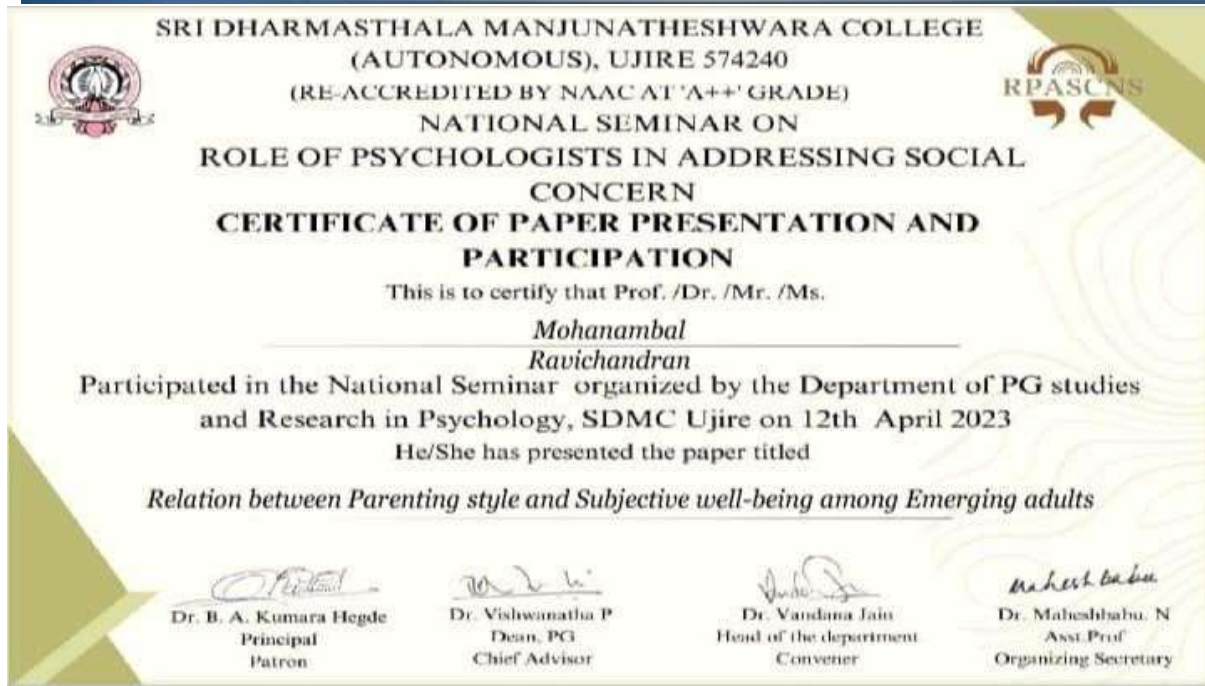 SRI DHARMASTHALA MANJUNATHESHWARA COLLEGE
(AUTONOMOUS), UJIRE 574240
(RE-ACCREDITED BY NAAC AT 'A++' GRADE)
RPASCNS
NATIONAL SEMINAR ON
ROLE OF PSYCHOLOGISTS IN ADDRESSING SOCIAL
CONCERN
CERTIFICATE OF PAPER PRESENTATION AND
PARTICIPATION
This is to certify that Prof. /Dr. /Mr. /Ms.
Mohanambal
Ravichandran
Participated in the National Seminar organized by the Department of PG studies
and Research in Psychology, SDMC Ujire on 12th April 2023
He/She has presented the paper titled
Relation between Parenting style and Subjective well-being among Emerging adults
Mahesh babu
Dr. B. A. Kumara Hegde
Dr. Vishwanatha P
Dr. Vandana Jain
Dr. Maheshbabu. N
Principal
Dean, PG
Head of the department
Asst.Prof
Patron
Chief Advisor
Convener
Organizing Secretary